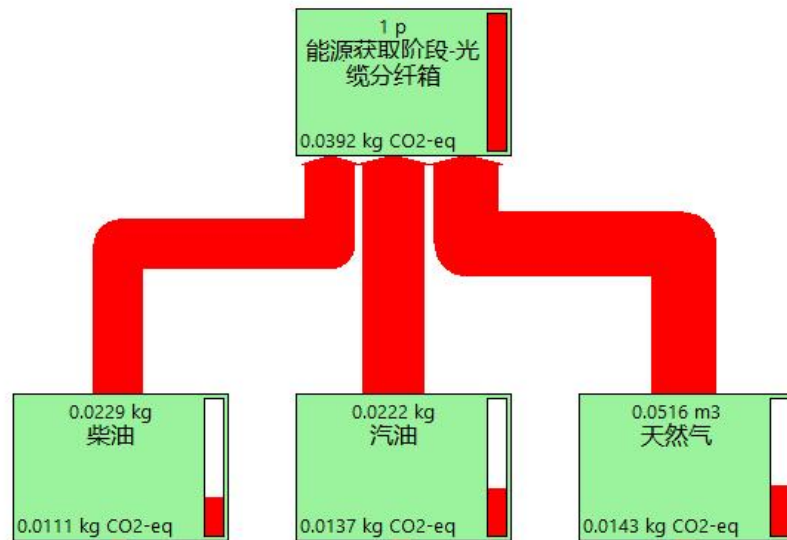 1 p
能源获取阶段-光
缆分纤箱
0.0392 kg CO2-eq
0.0229 kg
柴油
0.0111 kg CO2-eq
0.0222 kg
汽油
0.0137 kg CO2-eq
0.0516 m3
天然气
0.0143 kg CO2-eq